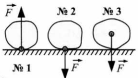 F⃗ № 2 № 3
№ 1 F⃗ F⃗